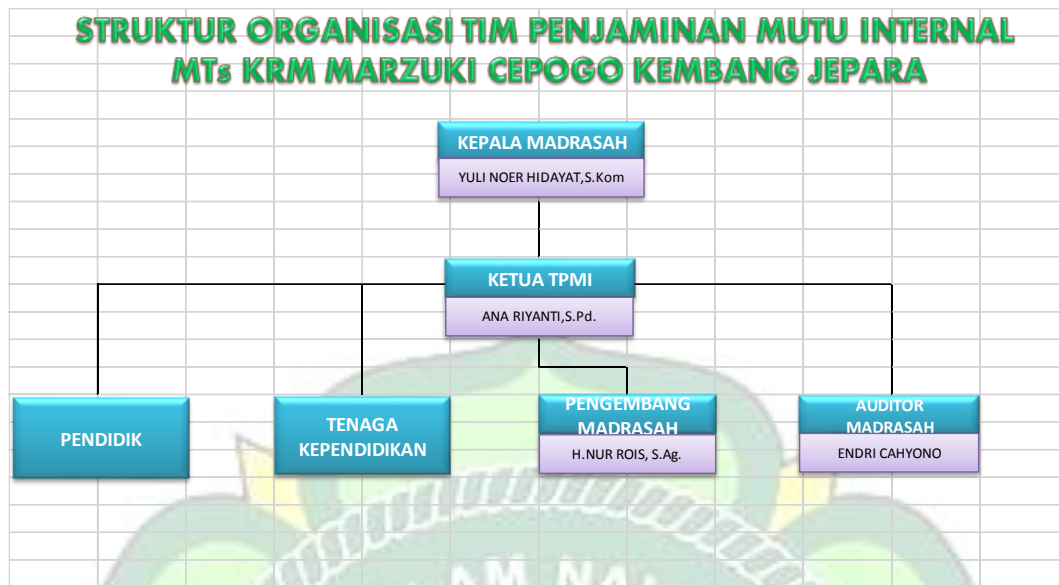 STRUKTUR ORGANISASI TIM PENJAMINAN MUTU INTERNAL
MTs KRM MARZUKI CEPOGO KEMBANG JEPARA
KEPALA MADRASAH
YULI NOER HIDAYAT,S.Kom
KETUA TPMI
ANA RIYANTI,S.Pd.
PENDIDIK
TENAGA
KEPENDIDIKAN
PENGEMBANG
MADRASAH
H.NUR ROIS, S.Ag.
AUDITOR
MADRASAH
ENDRI CAHYONO